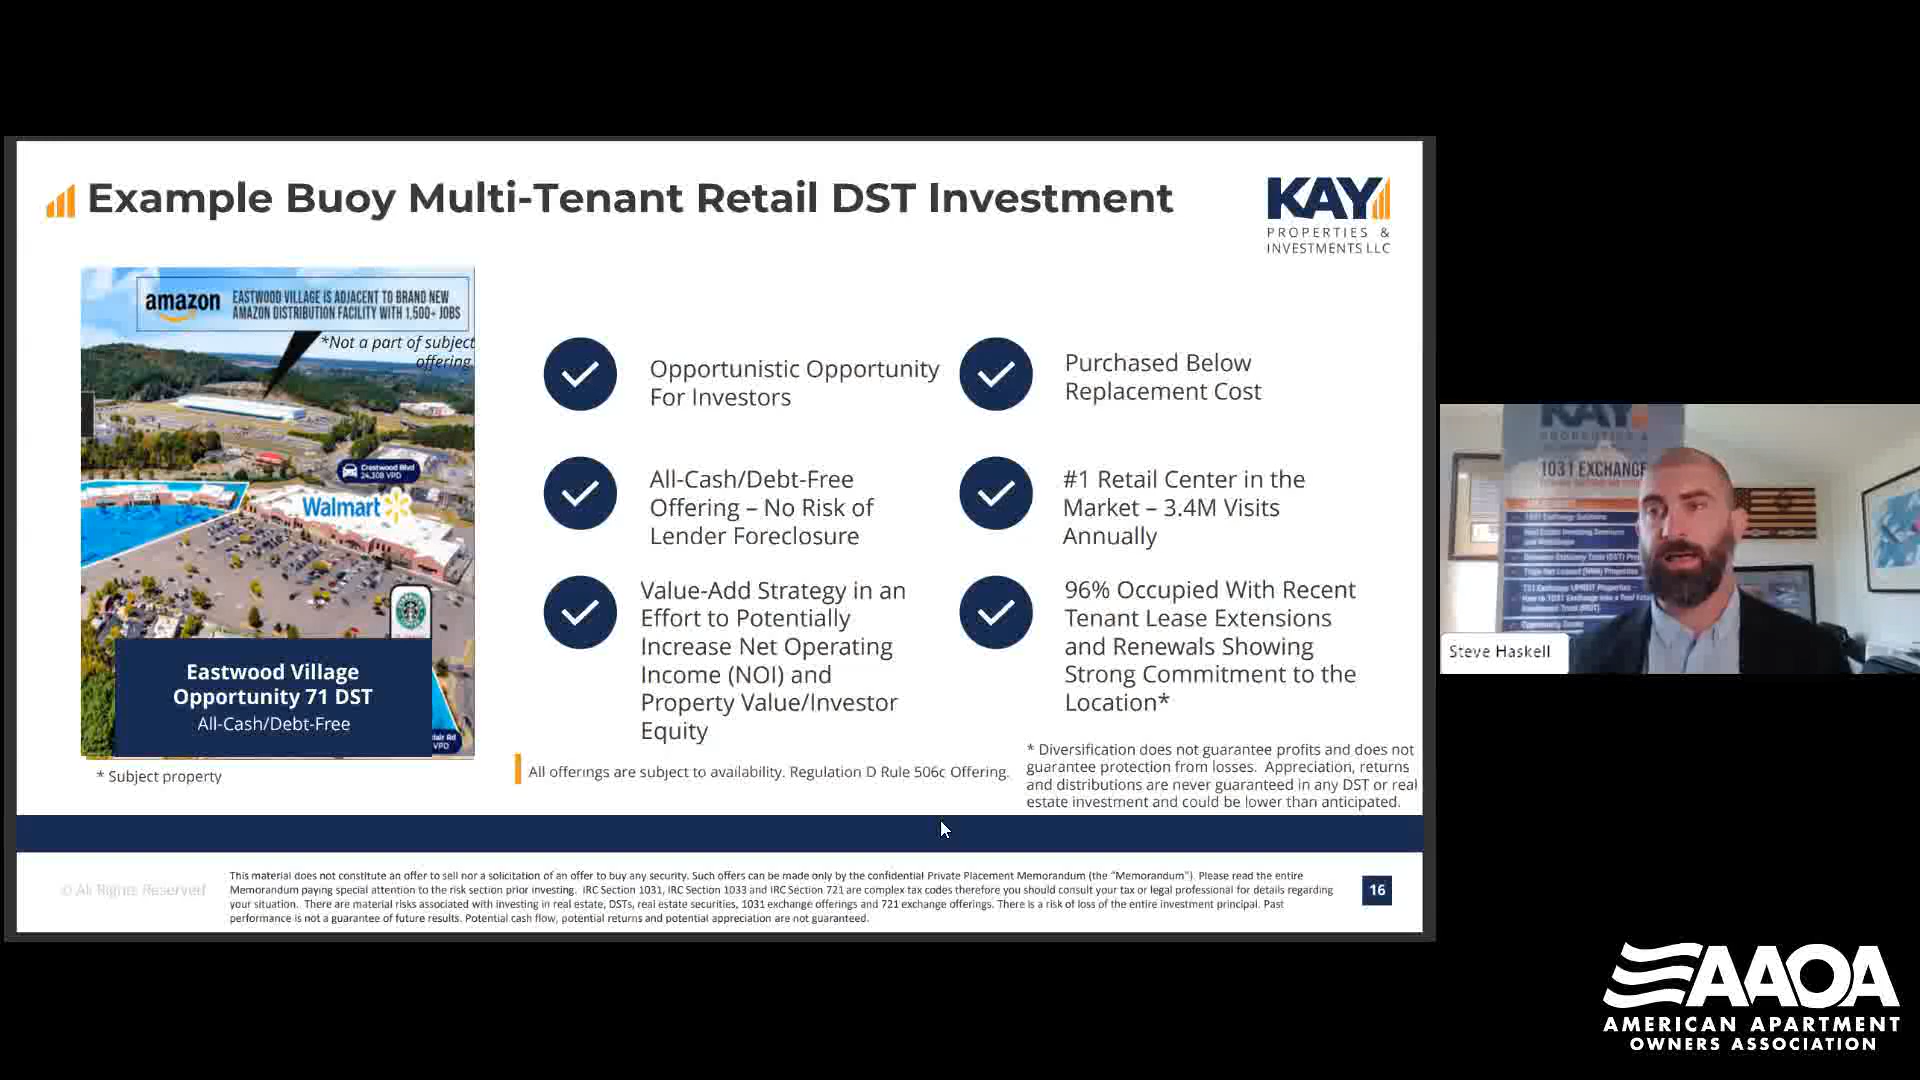 Example Buoy Multi-Tenant Retail DST Investment
KAY
PROPERTIES &
INVESTMENTS LLC
amazon
EASTWOOD VILLAGE IS ADJACENT TO BRAND NEW
AMAZON DISTRIBUTION FACILITY WITH 1,500+ JOBS
*Not a part of subject
offering.
Crestwood Blvd
24,308 VPD
Walmart
Eastwood Village
Opportunity 71 DST
All-Cash/Debt-Free
VPD
* Subject property
Opportunistic Opportunity
For Investors
All-Cash/Debt-Free
Offering – No Risk of
Lender Foreclosure
Value-Add Strategy in an
Effort to Potentially
Increase Net Operating
Income (NOI) and
Property Value/Investor
Equity
Purchased Below
Replacement Cost
#1 Retail Center in the
Market – 3.4M Visits
Annually
96% Occupied With Recent
Tenant Lease Extensions
and Renewals Showing
Strong Commitment to the
Location*
All offerings are subject to availability. Regulation D Rule 506c Offering.
* Diversification does not guarantee profits and does not
guarantee protection from losses. Appreciation, returns
and distributions are never guaranteed in any DST or real
estate investment and could be lower than anticipated.
© All Rights Reserved
This material does not constitute an offer to sell nor a solicitation of an offer to buy any security. Such offers can be made only by the confidential Private Placement Memorandum (the “Memorandum”). Please read the entire
Memorandum paying special attention to the risk section prior investing. IRC Section 1031, IRC Section 1033 and IRC Section 721 are complex tax codes therefore you should consult your tax or legal professional for details regarding
your situation. There are material risks associated with investing in real estate, DSTs, real estate securities, 1031 exchange offerings and 721 exchange offerings. There is a risk of loss of the entire investment principal. Past
performance is not a guarantee of future results. Potential cash flow, potential returns and potential appreciation are not guaranteed.
16
KAY
1031 EXCHANGE
Steve Haskell
AAOA
AMERICAN APARTMENT
OWNERS ASSOCIATION